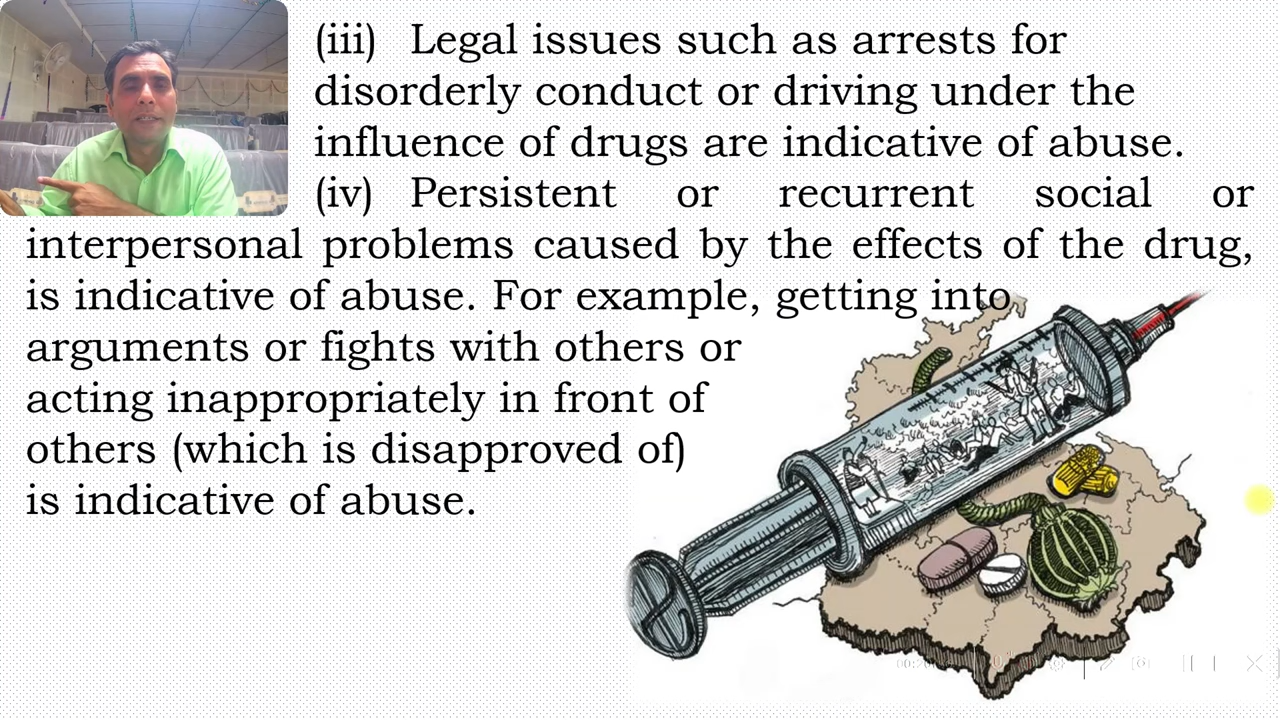 (iii) Legal issues such as arrests for
disorderly conduct or driving under the
influence of drugs are indicative of abuse.
(iv) Persistent or recurrent social or
interpersonal problems caused by the effects of the drug,
is indicative of abuse. For example, getting into
arguments or fights with others or
acting inappropriately in front of
others (which is disapproved of)
is indicative of abuse.